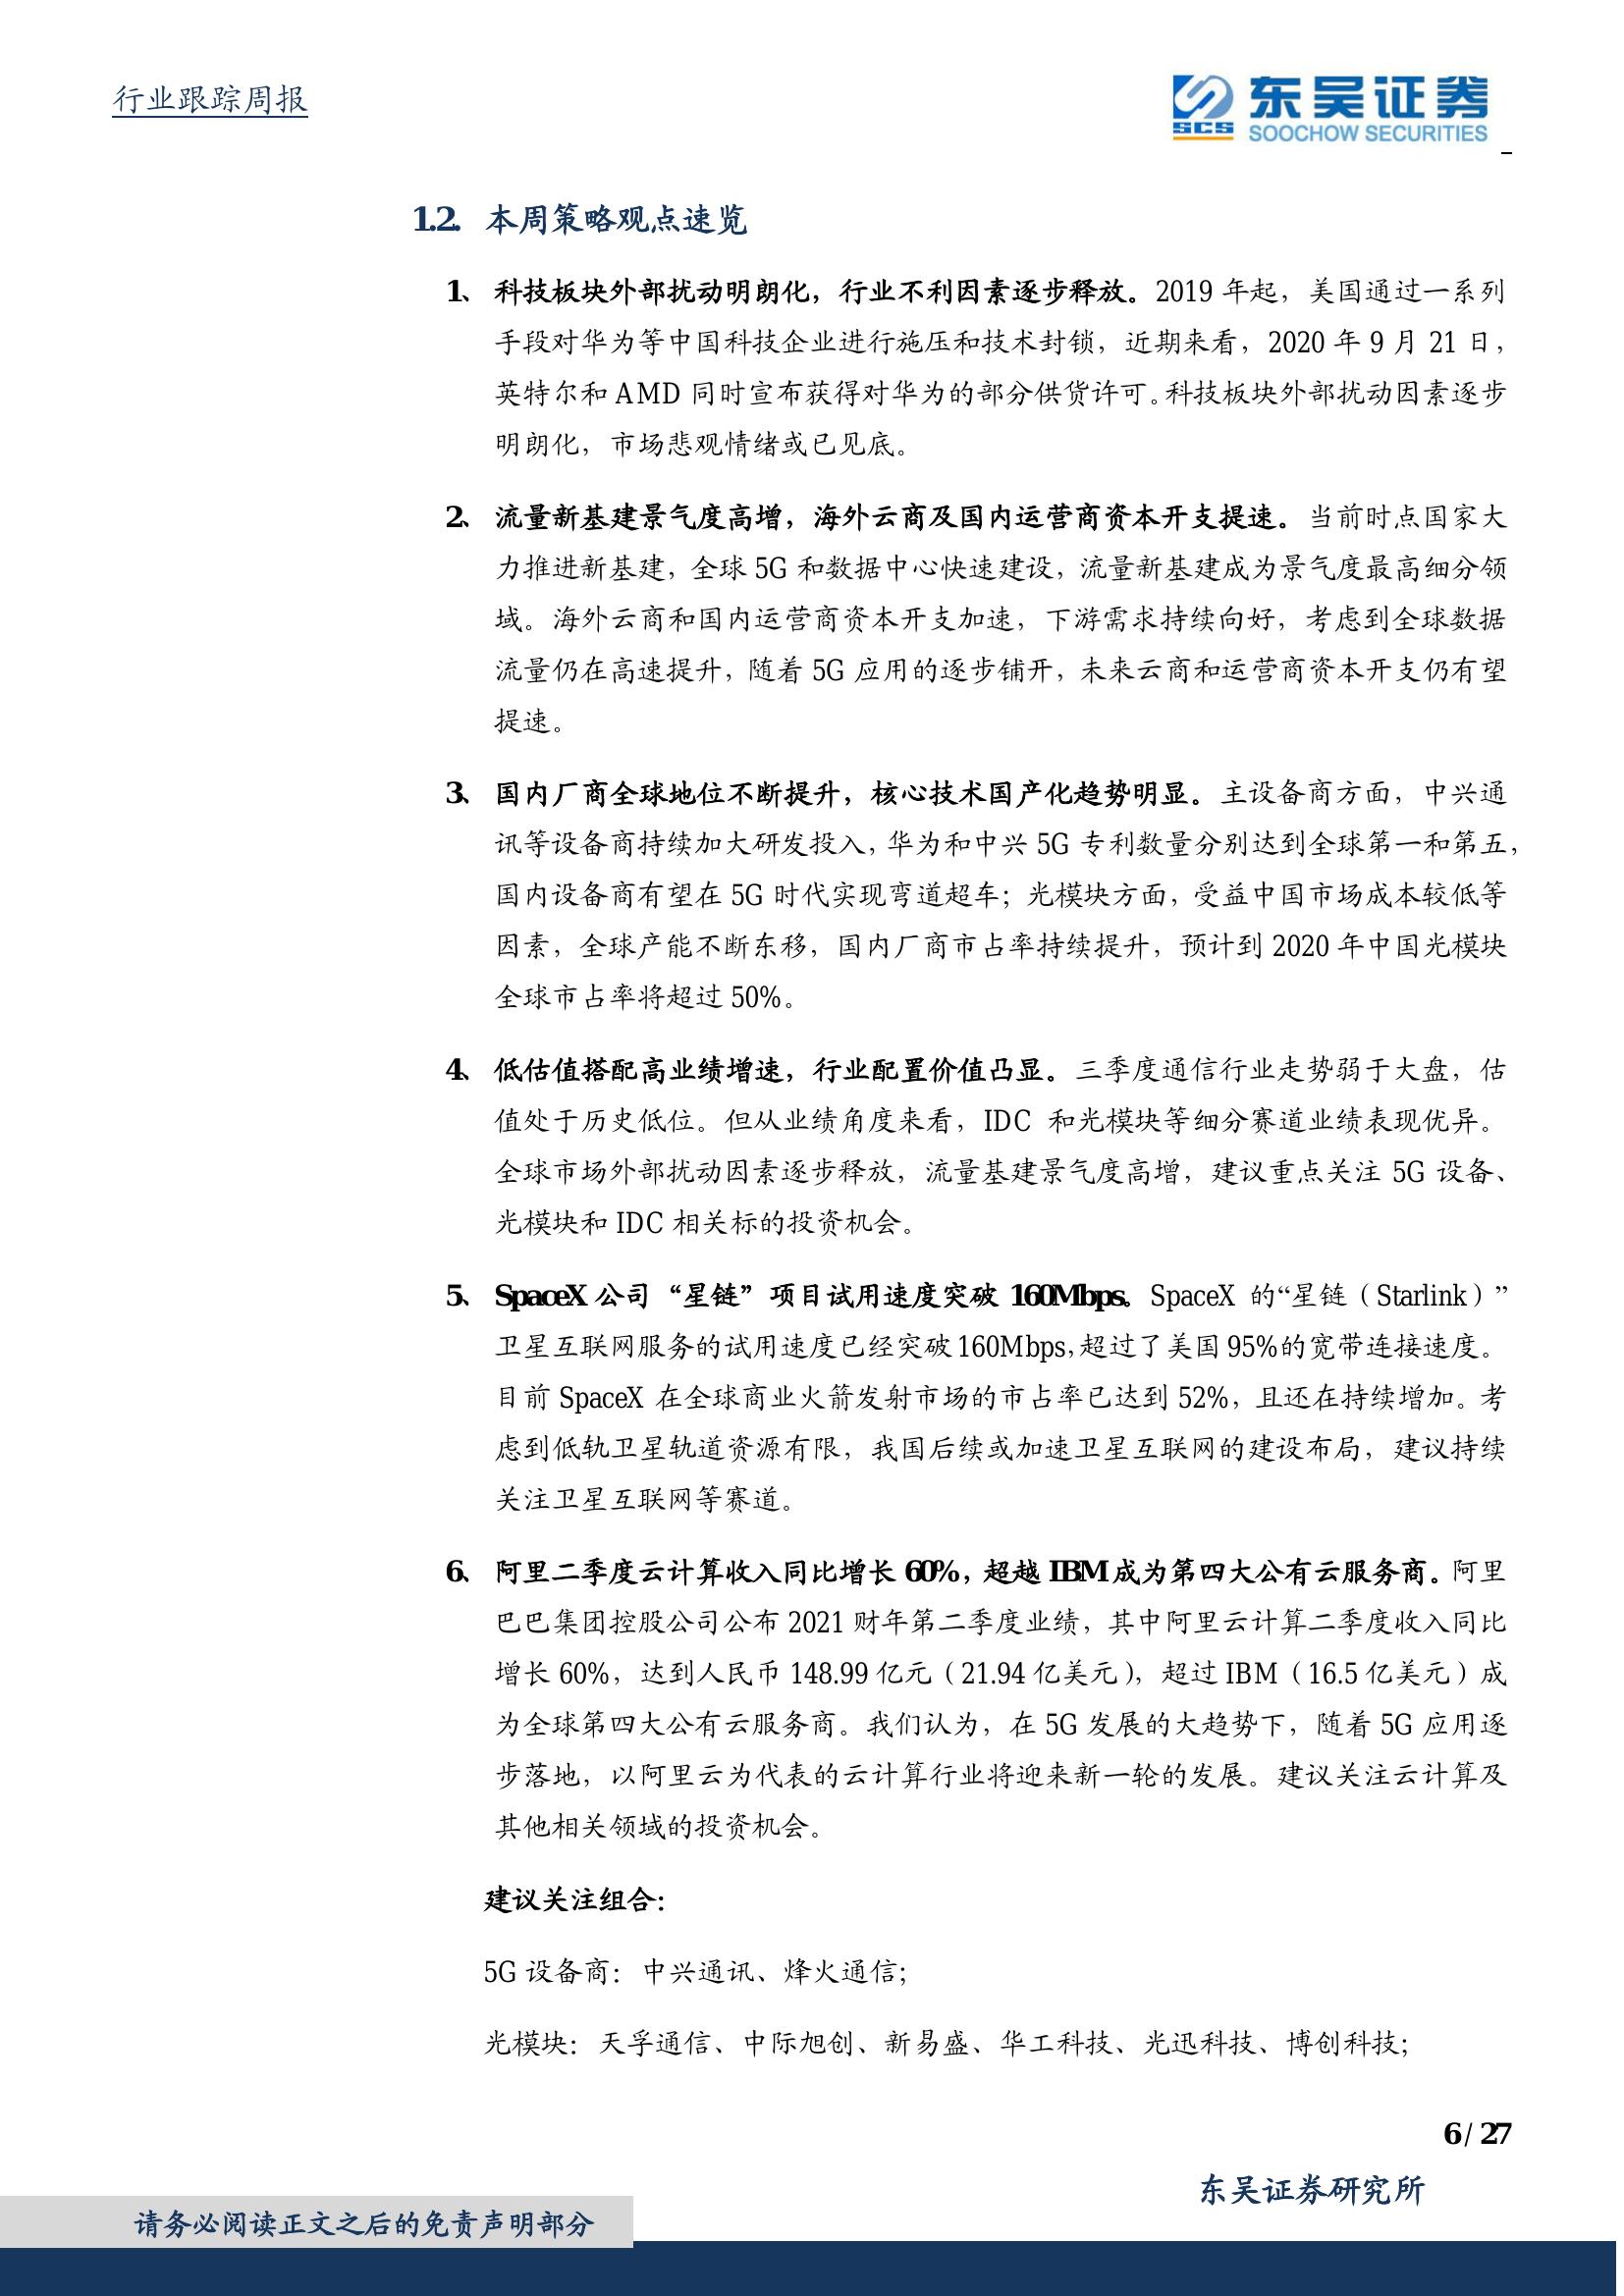 行业跟踪周报
东吴证券
SCS
SOOCHOW SECURITIES
1.2. 本周策略观点速览
1、 科技板块外部扰动明朗化，行业不利因素逐步释放。2019 年起，美国通过一系列
手段对华为等中国科技企业进行施压和技术封锁，近期来看，2020 年 9 月 21 日，
英特尔和 AMD 同时宣布获得对华为的部分供货许可。科技板块外部扰动因素逐步
明朗化，市场悲观情绪或已见底。
2、 流量新基建景气度高增，海外云商及国内运营商资本开支提速。当前时点国家大
力推进新基建，全球 5G 和数据中心快速建设，流量新基建成为景气度最高细分领
域。海外云商和国内运营商资本开支加速，下游需求持续向好，考虑到全球数据
流量仍在高速提升，随着 5G 应用的逐步铺开，未来云商和运营商资本开支仍有望
提速。
3、 国内厂商全球地位不断提升，核心技术国产化趋势明显。主设备商方面，中兴通
讯等设备商持续加大研发投入，华为和中兴 5G 专利数量分别达到全球第一和第五，
国内设备商有望在 5G 时代实现弯道超车；光模块方面，受益中国市场成本较低等
因素，全球产能不断东移，国内厂商市占率持续提升，预计到 2020 年中国光模块
全球市占率将超过 50%。
4、 低估值搭配高业绩增速，行业配置价值凸显。三季度通信行业走势弱于大盘，估
值处于历史低位。但从业绩角度来看，IDC 和光模块等细分赛道业绩表现优异。
全球市场外部扰动因素逐步释放，流量基建景气度高增，建议重点关注 5G 设备、
光模块和 IDC 相关标的投资机会。
5、 SpaceX 公司“星链”项目试用速度突破 160Mbps。SpaceX 的“星链（Starlink）”
卫星互联网服务的试用速度已经突破 160Mbps，超过了美国 95%的宽带连接速度。
目前 SpaceX 在全球商业火箭发射市场的市占率已达到 52%，且还在持续增加。考
虑到低轨卫星轨道资源有限，我国后续或加速卫星互联网的建设布局，建议持续
关注卫星互联网等赛道。
6、 阿里二季度云计算收入同比增长 60%，超越 IBM 成为第四大公有云服务商。阿里
巴巴集团控股公司公布 2021 财年第二季度业绩，其中阿里云计算二季度收入同比
增长 60%，达到人民币 148.99 亿元（21.94 亿美元），超过 IBM（16.5 亿美元）成
为全球第四大公有云服务商。我们认为，在 5G 发展的大趋势下，随着 5G 应用逐
步落地，以阿里云为代表的云计算行业将迎来新一轮的发展。建议关注云计算及
其他相关领域的投资机会。
建议关注组合：
5G 设备商：中兴通讯、烽火通信；
光模块：天孚通信、中际旭创、新易盛、华工科技、光迅科技、博创科技；
6 / 27
东吴证券研究所
请务必阅读正文之后的免责声明部分